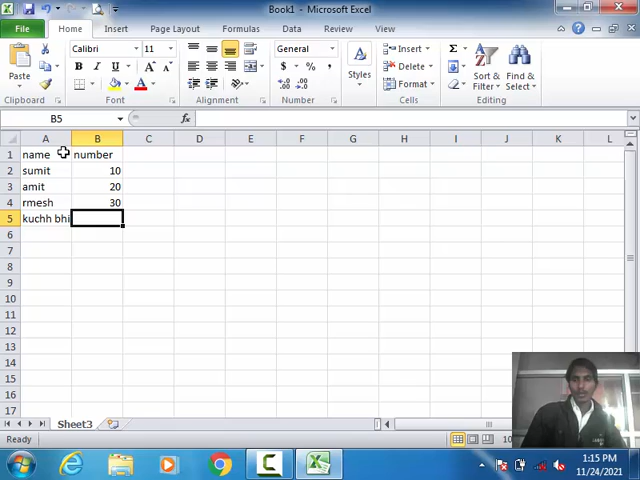 Book1 - Microsoft Excel
File Home Insert Page Layout Formulas Data Review View
Calibri 11 General Insert Σ
Paste B I U $ % , Styles Delete Sort & Filter Find & Select
Format
Clipboard Font Alignment Number Cells Editing
B5 fx
A B C D E F G H I J K L
1 name number
2 sumit 10
3 amit 20
4 rmesh 30
5 kuchh bhi
6
7
8
9
10
11
12
13
14
15
16
17
Sheet3
Ready 10
1:15 PM
11/24/2021